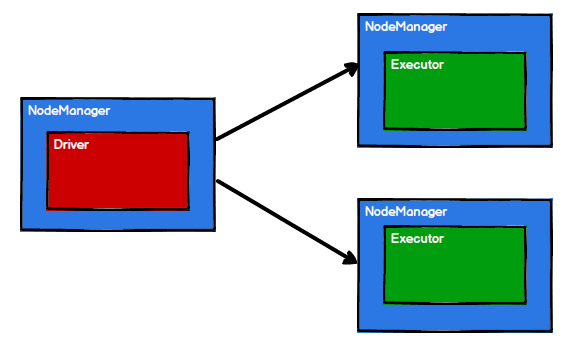 NodeManager
Driver
NodeManager
Executor
NodeManager
Executor